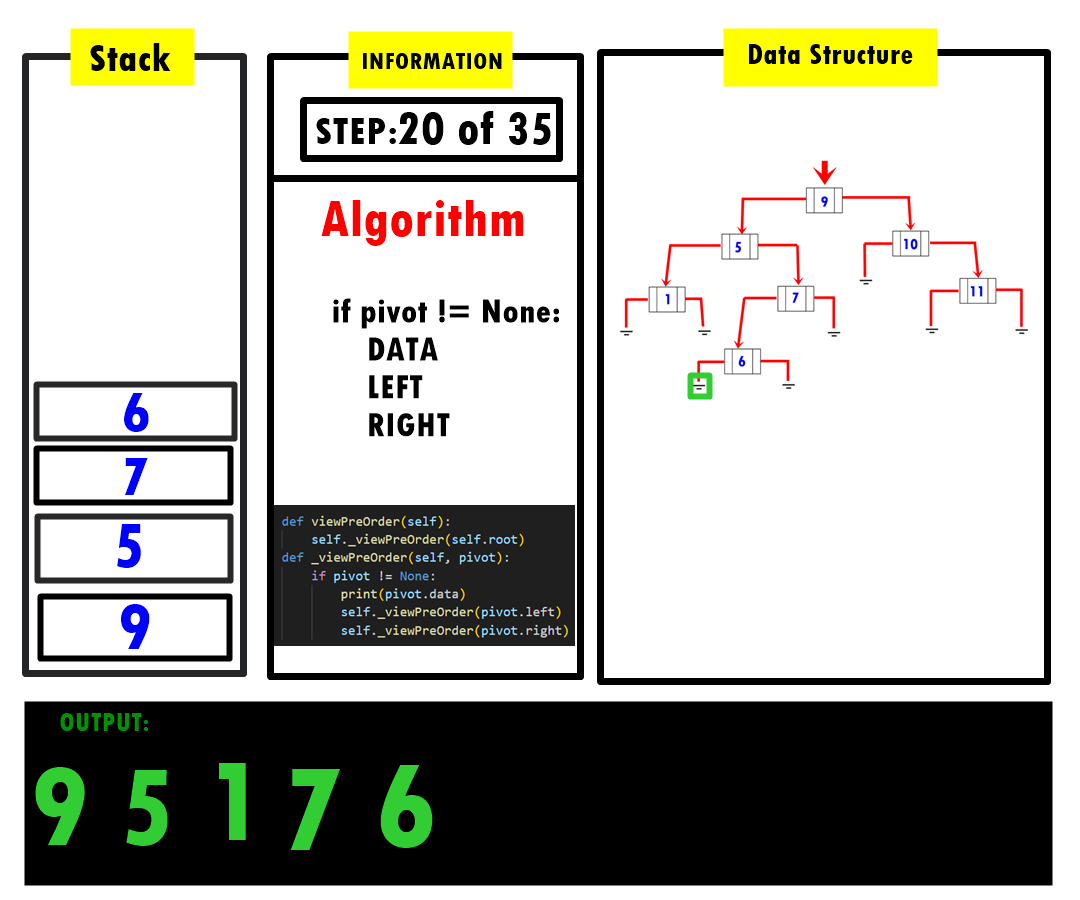 Stack
6
7
5
9
INFORMATION
STEP:20 of 35
Algorithm
if pivot != None:
DATA
LEFT
RIGHT
def viewPreOrder(self):
self._viewPreOrder(self.root)
def _viewPreOrder(self, pivot):
if pivot != None:
print(pivot.data)
self._viewPreOrder(pivot.left)
self._viewPreOrder(pivot.right)
Data Structure
9
5
10
1
7
11
6
OUTPUT:
9 5 1 7 6